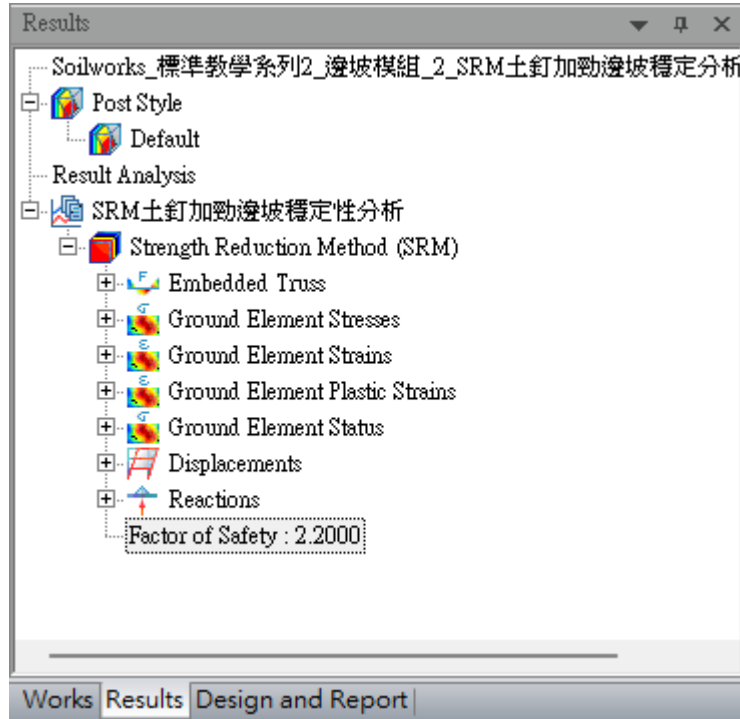 Results
Soilworks_標準教學系列2_邊坡模組_2_SRM土釘加勁邊坡穩定分析
Post Style
Default
Result Analysis
SRM土釘加勁邊坡穩定性分析
Strength Reduction Method (SRM)
Embedded Truss
Ground Element Stresses
Ground Element Strains
Ground Element Plastic Strains
Ground Element Status
Displacements
Reactions
Factor of Safety : 2.2000
Works Results Design and Report